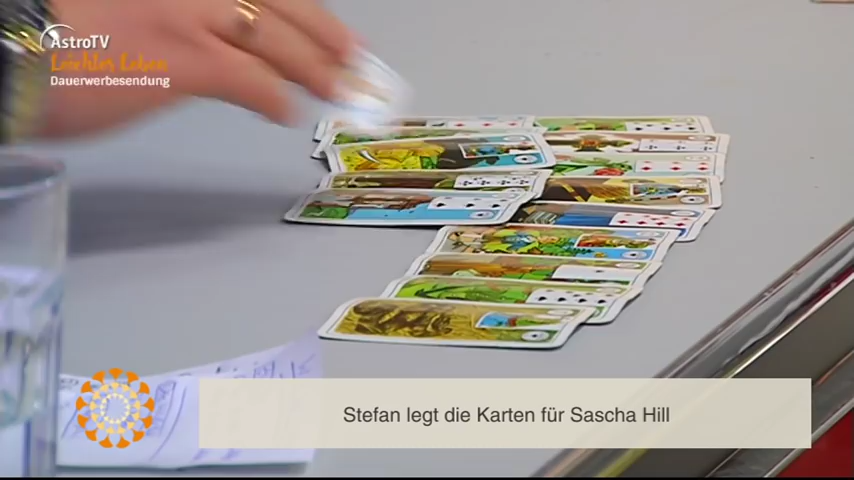 AstroTV
Leichter Leben
Dauerwerbesendung
Stefan legt die Karten für Sascha Hill